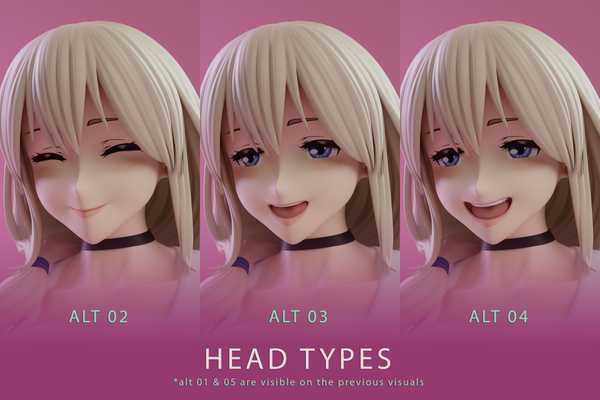 ALT 02
ALT 03
ALT 04
HEAD TYPES
*alt 01 & 05 are visible on the previous visuals